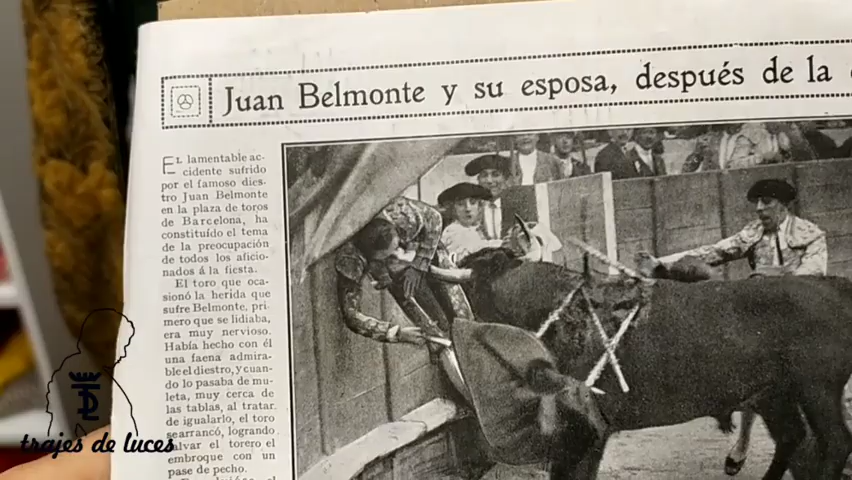 Juan Belmonte y su esposa, después de la
EL lamentable ac-
cidente sufrido
por el famoso dies-
tro Juan Belmonte
en la plaza de toros
de Barcelona, ha
constituído el tema
de la preocupación
de todos los aficio-
nados á la fiesta.
El toro que oca-
sionó la herida que
sufre Belmonte, pri-
mero que se lidiaba,
era muy nervioso.
Había hecho con él
una faena admira-
ble el diestro, y cuan-
do lo pasaba de mu-
leta, muy cerca de
las tablas, al tratar
de igualarlo, el toro
se arrancó, logrando
salvar el torero el
embroque con un
pase de pecho.
trajes de luces